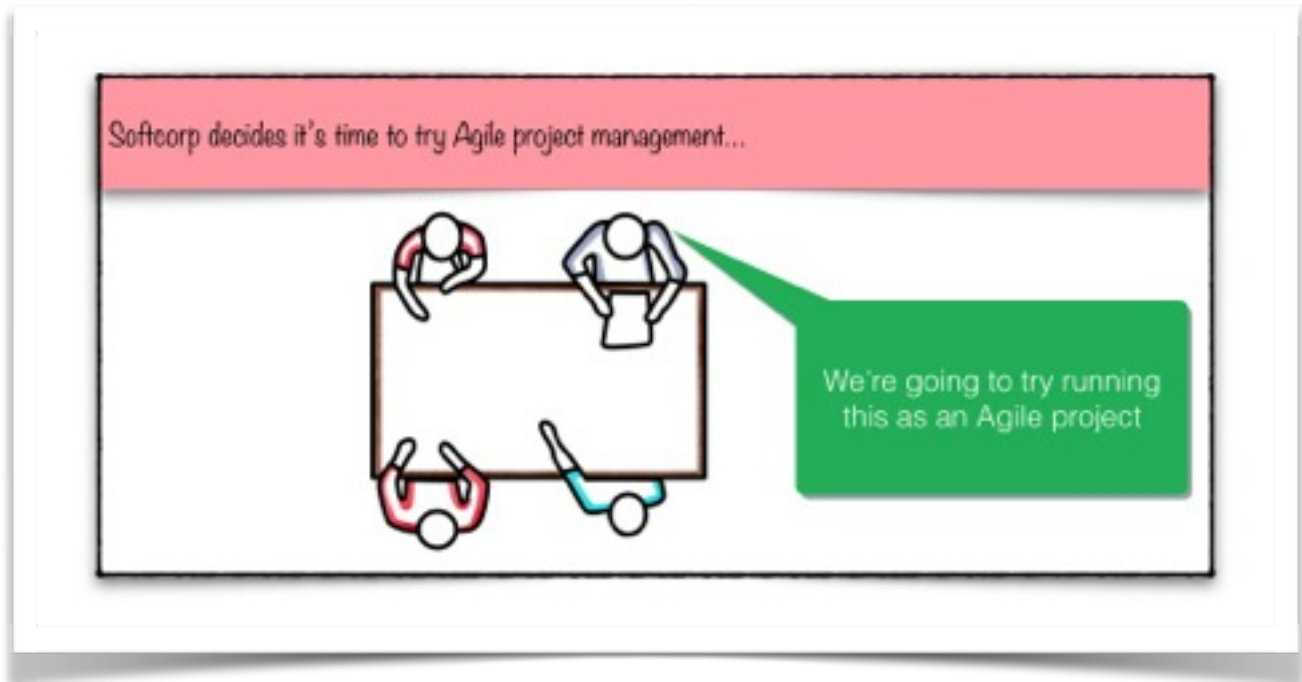 Softcorp decides it's time to try Agile project management...
We're going to try running
this as an Agile project